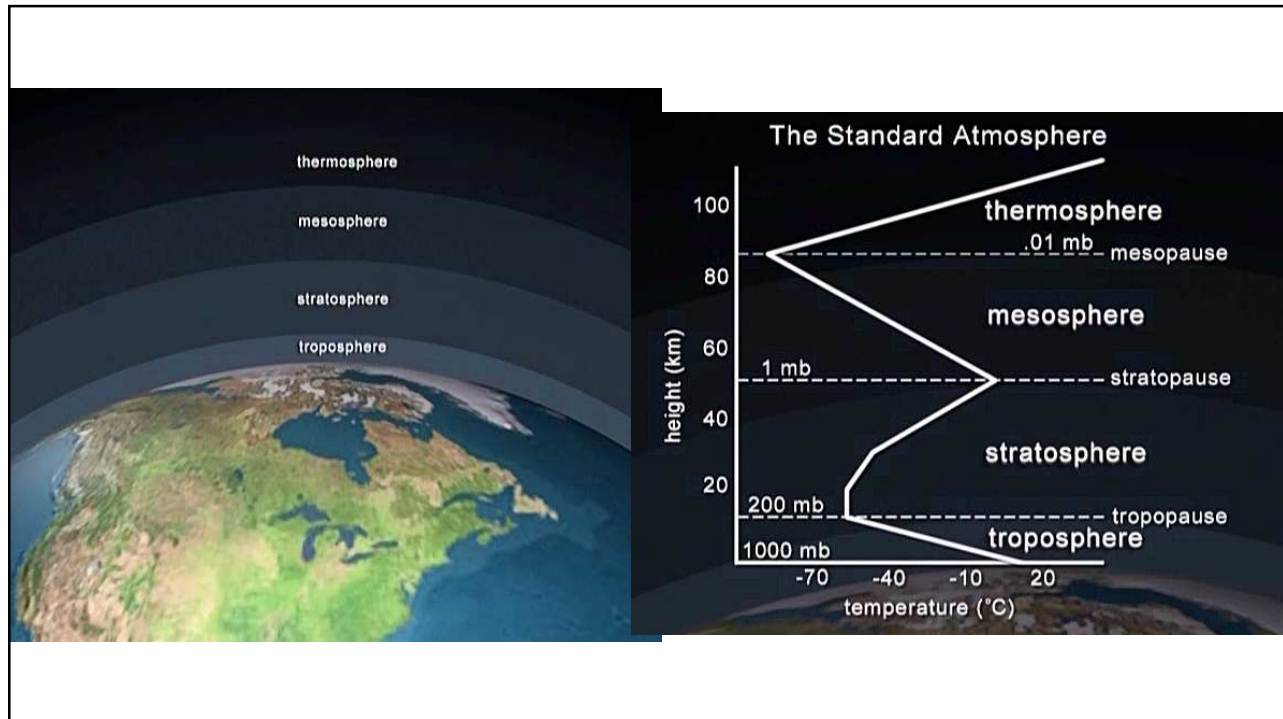 thermosphere
mesosphere
stratosphere
troposphere
The Standard Atmosphere
100
thermosphere
.01 mb
mesopause
80
mesosphere
60
height (km)
1 mb
stratopause
40
stratosphere
20
200 mb
tropopause
troposphere
1000 mb
-70 -40 -10 20
temperature (°C)